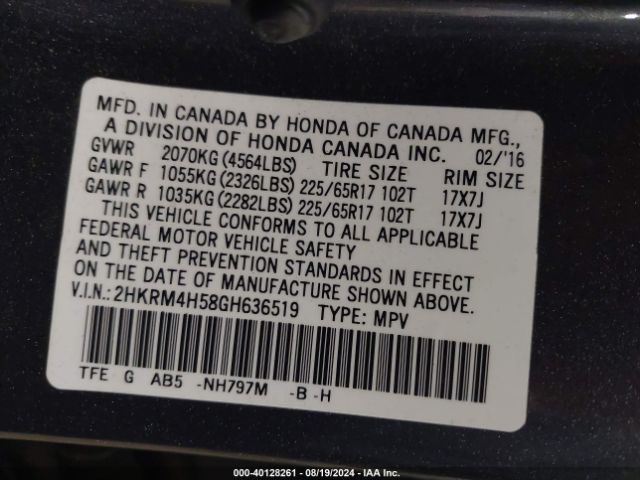 MFD. IN CANADA BY HONDA OF CANADA MFG.,
A DIVISION OF HONDA CANADA INC. 02/'16
GVWR 2070KG(4564LBS) TIRE SIZE RIM SIZE
GAWR F 1055KG(2326LBS) 225/65R17 102T 17X7J
GAWR R 1035KG(2282LBS) 225/65R17 102T 17X7J
THIS VEHICLE CONFORMS TO ALL APPLICABLE
FEDERAL MOTOR VEHICLE SAFETY
AND THEFT PREVENTION STANDARDS IN EFFECT
ON THE DATE OF MANUFACTURE SHOWN ABOVE.
V.I.N.: 2HKRM4H58GH636519 TYPE: MPV
TFE G AB5 -NH797M -B -H
000-40128261 - 08/19/2024 - IAA Inc.